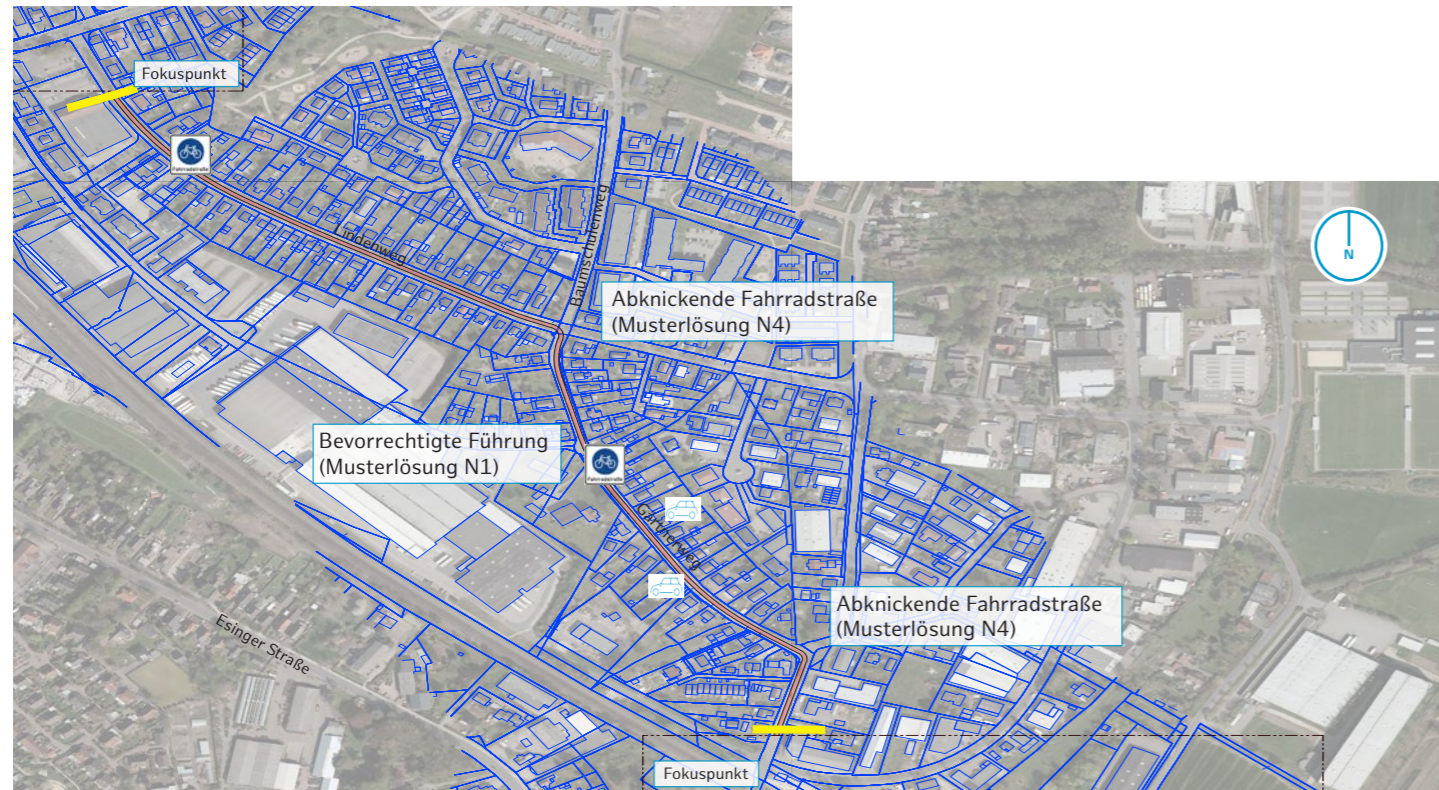 Fokuspunkt
Fahrradstraße
Lindenweg
Baumschulenweg
Abknickende Fahrradstraße
(Musterlösung N4)
N
Bevorrechtigte Führung
(Musterlösung N1)
Fahrradstraße
Gärtnerweg
Abknickende Fahrradstraße
(Musterlösung N4)
Esinger Straße
Fokuspunkt